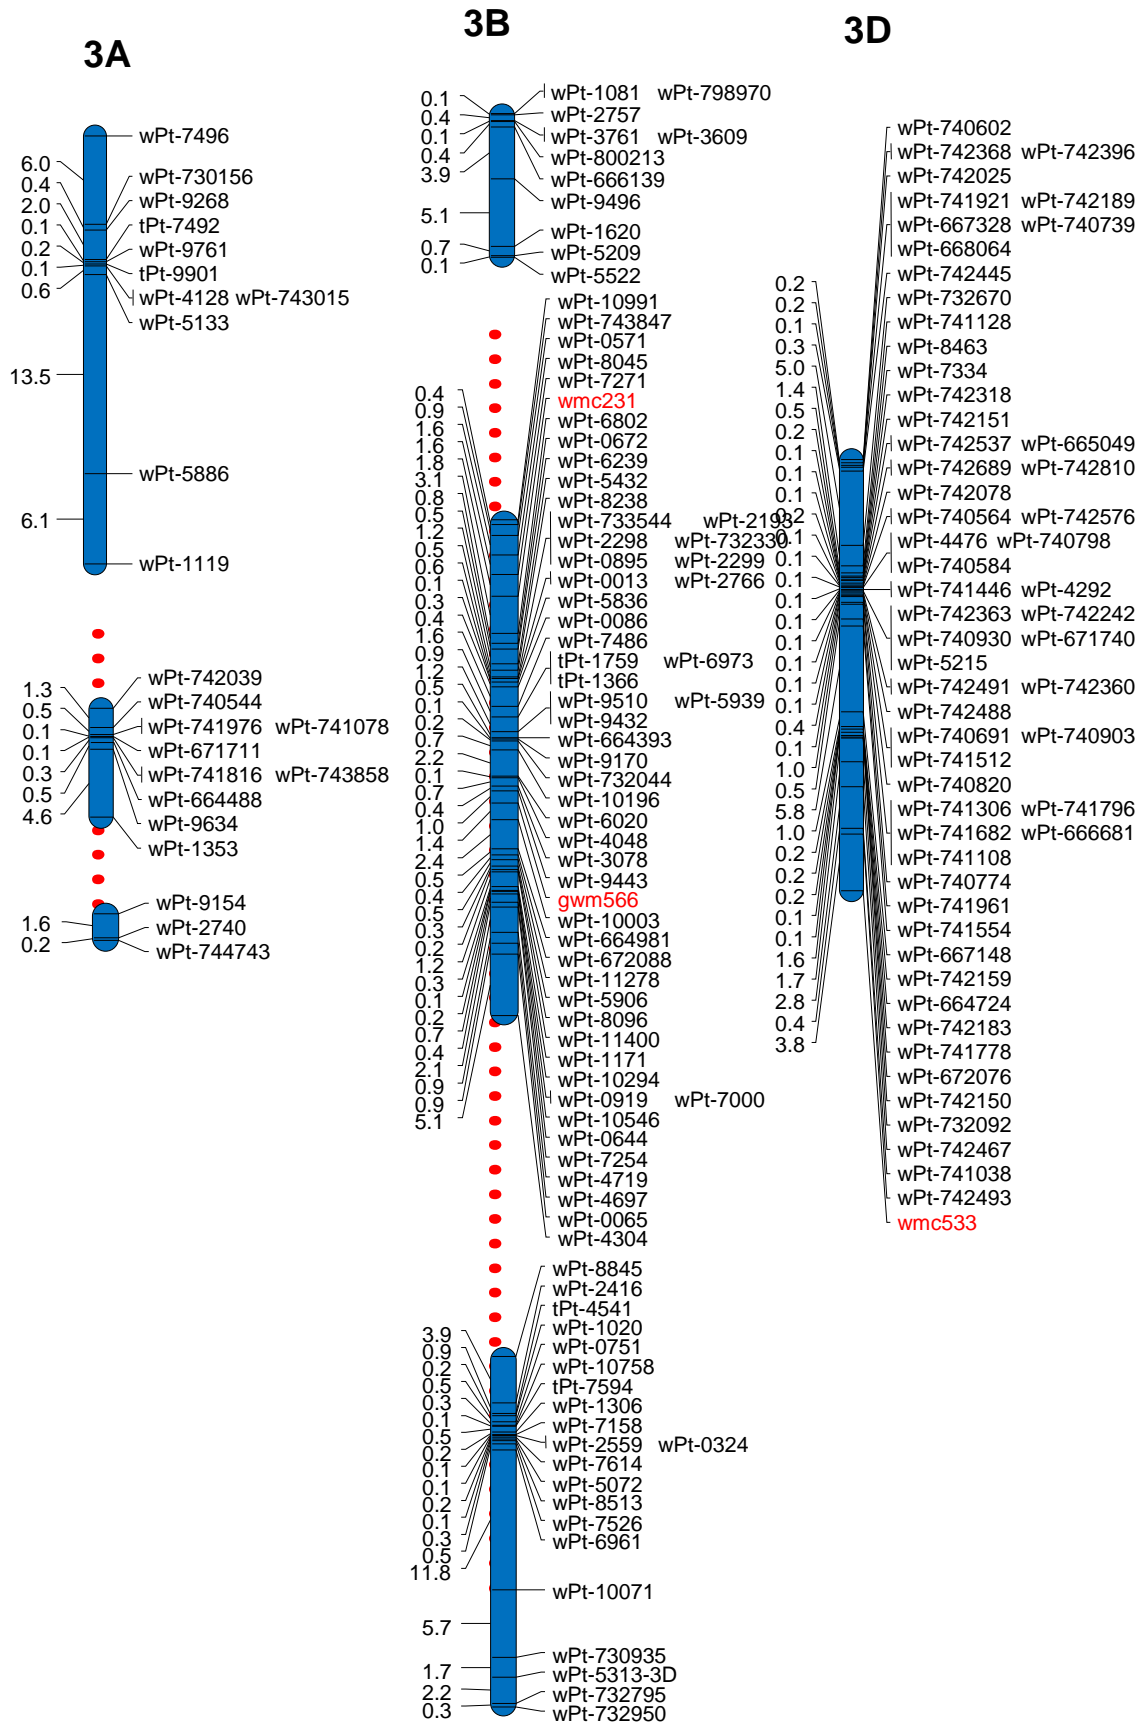 3A
3B
3D
wPt-7496
wPt-730156
wPt-9268
tPt-7492
wPt-9761
tPt-9901
wPt-4128 wPt-743015
wPt-5133
wPt-5886
wPt-1119
6.0
0.4
2.0
0.1
0.2
0.1
0.6
13.5
6.1
wPt-742039
wPt-740544
wPt-741976 wPt-741078
wPt-671711
wPt-741816 wPt-743858
wPt-664488
wPt-9634
wPt-1353
1.3
0.5
0.1
0.1
0.3
0.5
4.6
wPt-9154
wPt-2740
wPt-744743
1.6
0.2
0.1
0.4
0.1
0.4
3.9
5.1
0.7
0.1
wPt-1081 wPt-798970
wPt-2757
wPt-3761 wPt-3609
wPt-800213
wPt-666139
wPt-9496
wPt-1620
wPt-5209
wPt-5522
0.4
0.9
1.6
1.6
1.8
3.1
0.8
0.5
1.2
0.5
0.6
0.1
0.3
0.4
1.6
0.9
1.2
0.5
0.1
0.2
0.7
2.2
0.1
0.7
0.4
1.0
1.4
2.4
0.5
0.4
0.5
0.3
0.2
1.2
0.3
0.1
0.2
0.7
0.4
2.1
0.9
0.9
5.1
wPt-10991
wPt-743847
wPt-0571
wPt-8045
wPt-7271
wmc231
wPt-6802
wPt-0672
wPt-6239
wPt-5432
wPt-8238
wPt-733544 wPt-2193
wPt-2298 wPt-732330
wPt-0895 wPt-2299
wPt-0013 wPt-2766
wPt-5836
wPt-0086
wPt-7486
tPt-1759 wPt-6973
tPt-1366
wPt-9510 wPt-5939
wPt-9432
wPt-664393
wPt-9170
wPt-732044
wPt-10196
wPt-6020
wPt-4048
wPt-3078
wPt-9443
gwm566
wPt-10003
wPt-664981
wPt-672088
wPt-11278
wPt-5906
wPt-8096
wPt-11400
wPt-1171
wPt-10294
wPt-0919 wPt-7000
wPt-10546
wPt-0644
wPt-7254
wPt-4719
wPt-4697
wPt-0065
wPt-4304
3.9
0.9
0.2
0.5
0.3
0.1
0.5
0.2
0.1
0.1
0.2
0.1
0.3
0.5
11.8
5.7
1.7
2.2
0.3
wPt-8845
wPt-2416
tPt-4541
wPt-1020
wPt-0751
wPt-10758
tPt-7594
wPt-1306
wPt-7158
wPt-2559 wPt-0324
wPt-7614
wPt-5072
wPt-8513
wPt-7526
wPt-6961
wPt-10071
wPt-730935
wPt-5313-3D
wPt-732795
wPt-732950
0.2
0.2
0.1
0.3
5.0
1.4
0.5
0.2
0.1
0.1
0.1
0.2
0.1
0.1
0.1
0.1
0.1
0.1
0.1
0.1
0.1
0.4
0.1
1.0
0.5
5.8
1.0
0.2
0.2
0.2
0.1
0.1
1.6
1.7
2.8
0.4
3.8
wPt-740602
wPt-742368 wPt-742396
wPt-742025
wPt-741921 wPt-742189
wPt-667328 wPt-740739
wPt-668064
wPt-742445
wPt-732670
wPt-741128
wPt-8463
wPt-7334
wPt-742318
wPt-742151
wPt-742537 wPt-665049
wPt-742689 wPt-742810
wPt-742078
wPt-740564 wPt-742576
wPt-4476 wPt-740798
wPt-740584
wPt-741446 wPt-4292
wPt-742363 wPt-742242
wPt-740930 wPt-671740
wPt-5215
wPt-742491 wPt-742360
wPt-742488
wPt-740691 wPt-740903
wPt-741512
wPt-740820
wPt-741306 wPt-741796
wPt-741682 wPt-666681
wPt-741108
wPt-740774
wPt-741961
wPt-741554
wPt-667148
wPt-742159
wPt-664724
wPt-742183
wPt-741778
wPt-672076
wPt-742150
wPt-732092
wPt-742467
wPt-741038
wPt-742493
wmc533